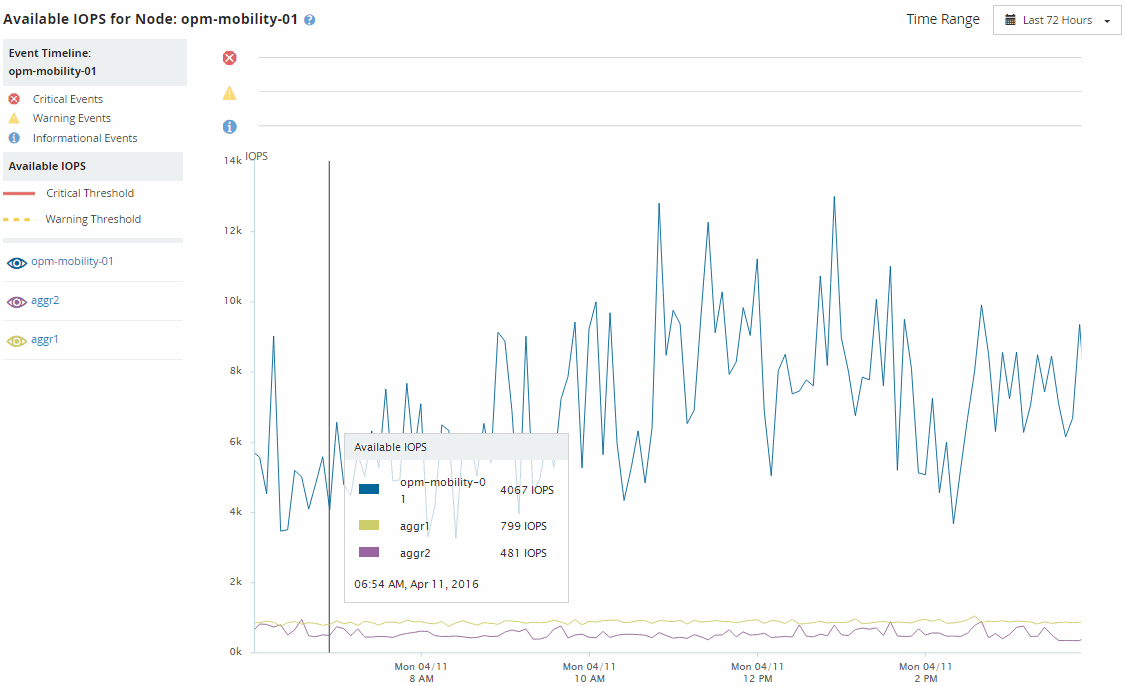 Available IOPS for Node: opm-mobility-01 ?
Time Range
Last 72 Hours
Event Timeline:
opm-mobility-01
Critical Events
Warning Events
Informational Events
Available IOPS
Critical Threshold
Warning Threshold
opm-mobility-01
aggr2
aggr1
IOPS
14k
12k
10k
8k
6k
4k
2k
0k
Available IOPS
opm-mobility-0
1
4067 IOPS
aggr1 799 IOPS
aggr2 481 IOPS
06:54 AM, Apr 11, 2016
Mon 04/11
8 AM
Mon 04/11
10 AM
Mon 04/11
12 PM
Mon 04/11
2 PM